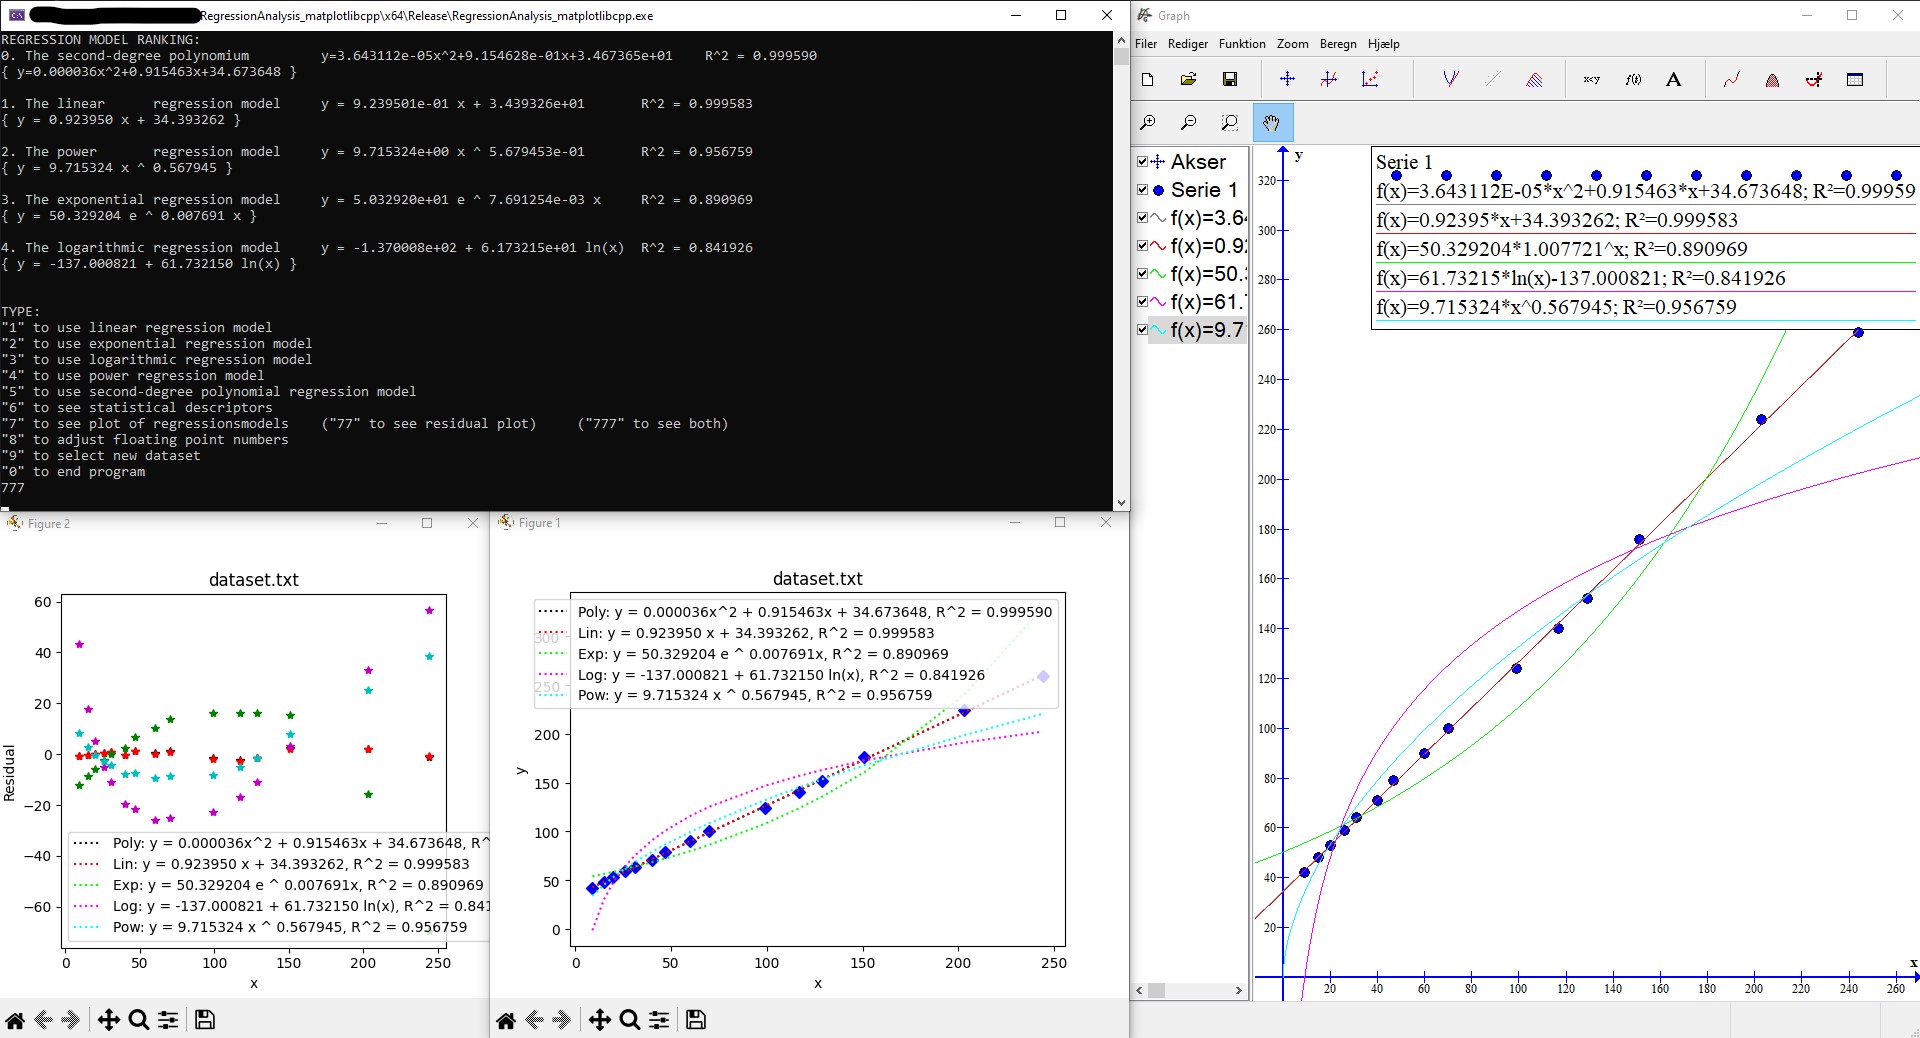 RegressionAnalysis_matplotlibcpp\x64\Release\RegressionAnalysis_matplotlibcpp.exe
REGRESSION MODEL RANKING:
0. The second-degree polynomium y=3.643112e-05x^2+9.154628e-01x+3.467365e+01 R^2 = 0.999590
{ y=0.000036x^2+0.915463x+34.673648 }
1. The linear regression model y = 9.239501e-01 x + 3.439326e+01 R^2 = 0.999583
{ y = 0.923950 x + 34.393262 }
2. The power regression model y = 9.715324e+00 x ^ 5.679453e-01 R^2 = 0.956759
{ y = 9.715324 x ^ 0.567945 }
3. The exponential regression model y = 5.032920e+01 e ^ 7.691254e-03 x R^2 = 0.890969
{ y = 50.329204 e ^ 0.007691 x }
4. The logarithmic regression model y = -1.370008e+02 + 6.173215e+01 ln(x) R^2 = 0.841926
{ y = -137.000821 + 61.732150 ln(x) }
TYPE:
"1" to use linear regression model
"2" to use exponential regression model
"3" to use logarithmic regression model
"4" to use power regression model
"5" to use second-degree polynomial regression model
"6" to see statistical descriptors
"7" to see plot of regressionsmodels ("77" to see residual plot) ("777" to see both)
"8" to adjust floating point numbers
"9" to select new dataset
"0" to end program
777
Figure 2
dataset.txt
60
40
20
0
−20
−40
−60
Residual
Poly: y = 0.000036x^2 + 0.915463x + 34.673648, R^
Lin: y = 0.923950 x + 34.393262, R^2 = 0.999583
Exp: y = 50.329204 e ^ 0.007691x, R^2 = 0.890969
Log: y = -137.000821 + 61.732150 ln(x), R^2 = 0.841
Pow: y = 9.715324 x ^ 0.567945, R^2 = 0.956759
0 50 100 150 200 250
x
Figure 1
dataset.txt
Poly: y = 0.000036x^2 + 0.915463x + 34.673648, R^2 = 0.999590
Lin: y = 0.923950 x + 34.393262, R^2 = 0.999583
Exp: y = 50.329204 e ^ 0.007691x, R^2 = 0.890969
Log: y = -137.000821 + 61.732150 ln(x), R^2 = 0.841926
Pow: y = 9.715324 x ^ 0.567945, R^2 = 0.956759
300
250
200
150
100
50
0
y
0 50 100 150 200 250
x
Graph
Filer Rediger Funktion Zoom Beregn Hjælp
x<y f(x) A
Akser
Serie 1
f(x)=3.64
f(x)=0.92
f(x)=50.3
f(x)=61.7
f(x)=9.7
y
Serie 1
f(x)=3.643112E-05*x^2+0.915463*x+34.673648; R²=0.99959
f(x)=0.92395*x+34.393262; R²=0.999583
f(x)=50.329204*1.007721^x; R²=0.890969
f(x)=61.73215*ln(x)-137.000821; R²=0.841926
f(x)=9.715324*x^0.567945; R²=0.956759
320
300
280
260
240
220
200
180
160
140
120
100
80
60
40
20
x
20 40 60 80 100 120 140 160 180 200 220 240 260